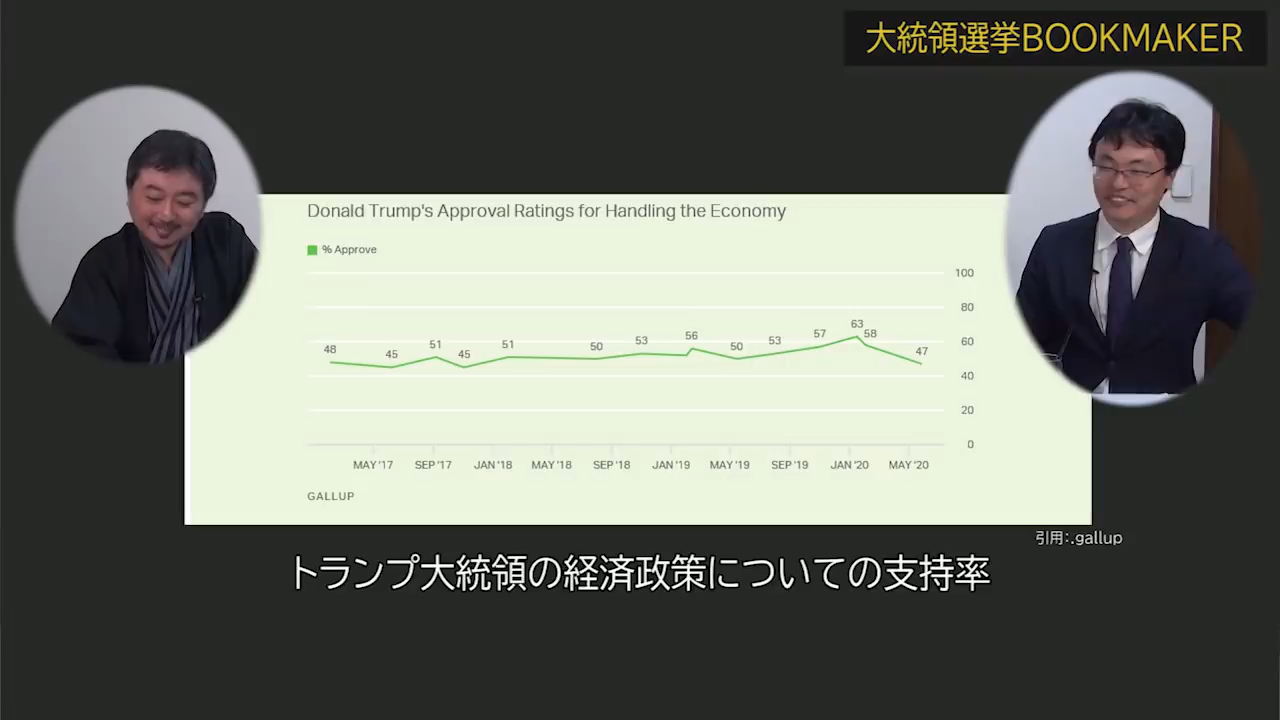 大統領選挙BOOKMAKER
Donald Trump's Approval Ratings for Handling the Economy
% Approve
100
80
60
40
20
0
48
45
51
45
51
50
53
56
50
53
57
63
58
47
MAY '17
SEP '17
JAN '18
MAY '18
SEP '18
JAN '19
MAY '19
SEP '19
JAN '20
MAY '20
GALLUP
引用:.gallup
トランプ大統領の経済政策についての支持率